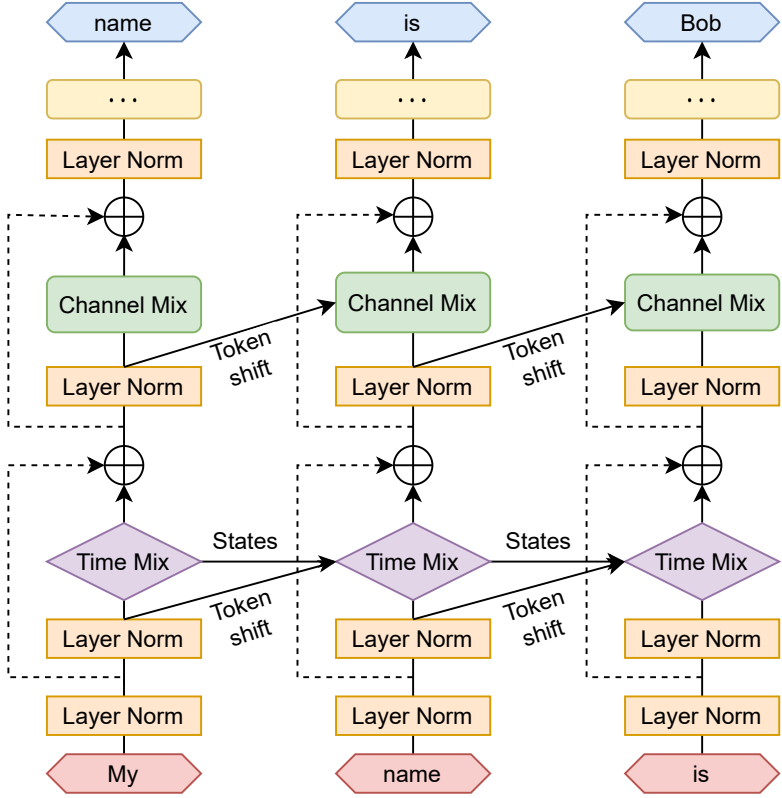 name
is
Bob
...
...
...
Layer Norm
Layer Norm
Layer Norm
Channel Mix
Channel Mix
Channel Mix
Token
shift
Token
shift
Layer Norm
Layer Norm
Layer Norm
States
States
Time Mix
Time Mix
Time Mix
Token
shift
Token
shift
Layer Norm
Layer Norm
Layer Norm
Layer Norm
Layer Norm
Layer Norm
My
name
is